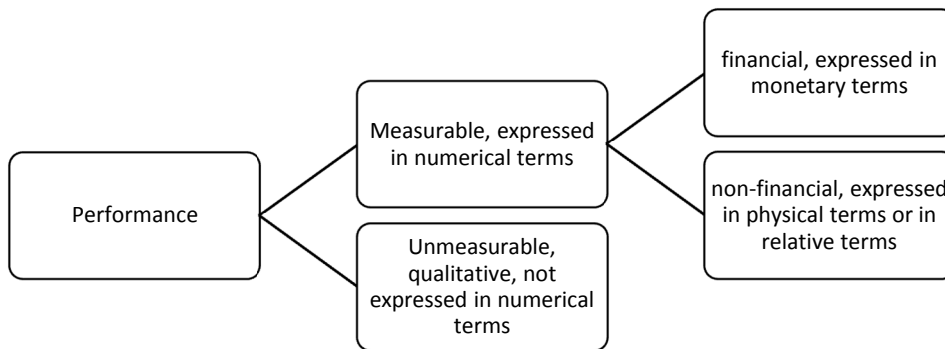 Performance
Measurable, expressed
in numerical terms
Unmeasurable,
qualitative, not
expressed in numerical
terms
financial, expressed in
monetary terms
non-financial, expressed
in physical terms or in
relative terms